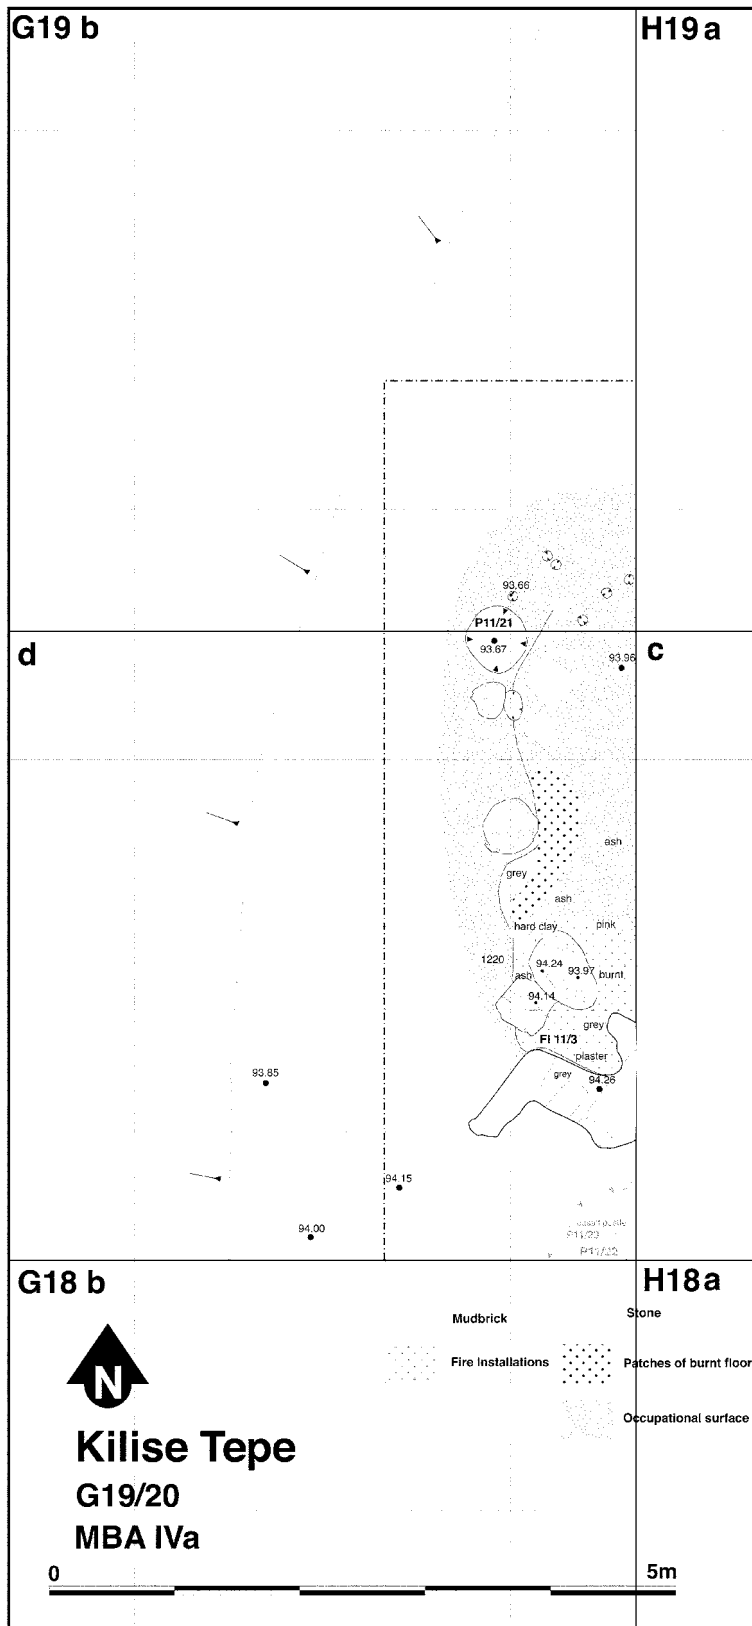 G19 b
H19 a
93.66
P11/21
93.67
d
c
93.96
ash
grey
ash
hard clay
pink
1220
94.24
ash
93.97
burnt
94.14
grey
FI 11/3
plaster
grey
94.26
93.85
94.15
94.00
P11/22
G18 b
H18a
Mudbrick
Stone
Fire Installations
Patches of burnt floor
Occupational surface
N
Kilise Tepe
G19/20
MBA IVa
0
5m